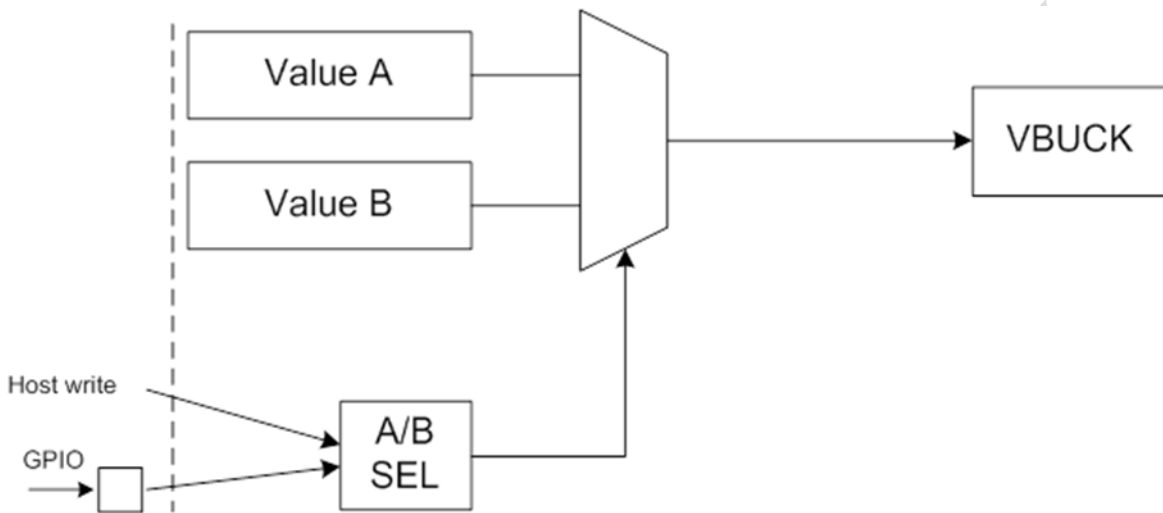 Value A
Value B
VBUCK
Host write
GPIO
A/B
SEL